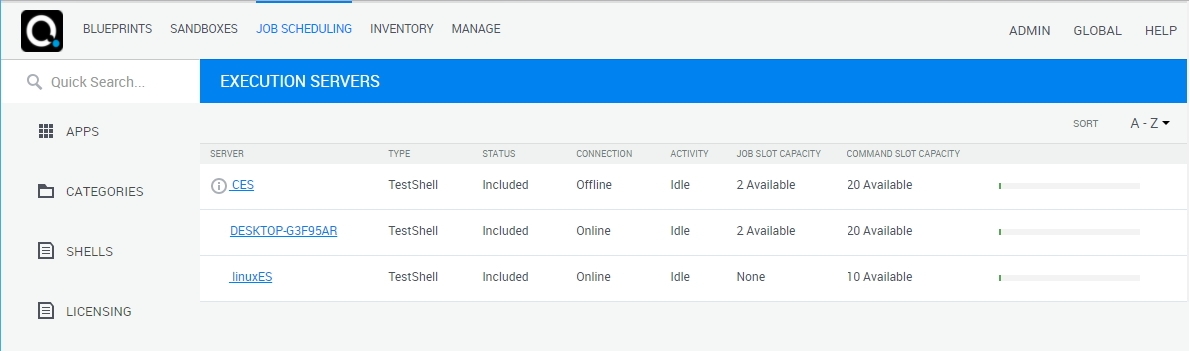 BLUEPRINTS SANDBOXES JOB SCHEDULING INVENTORY MANAGE ADMIN GLOBAL HELP
Quick Search... EXECUTION SERVERS
SORT A - Z
APPS
SERVER TYPE STATUS CONNECTION ACTIVITY JOB SLOT CAPACITY COMMAND SLOT CAPACITY
CES TestShell Included Offline Idle 2 Available 20 Available
CATEGORIES
DESKTOP-G3F95AR TestShell Included Online Idle 2 Available 20 Available
SHELLS
linuxES TestShell Included Online Idle None 10 Available
LICENSING